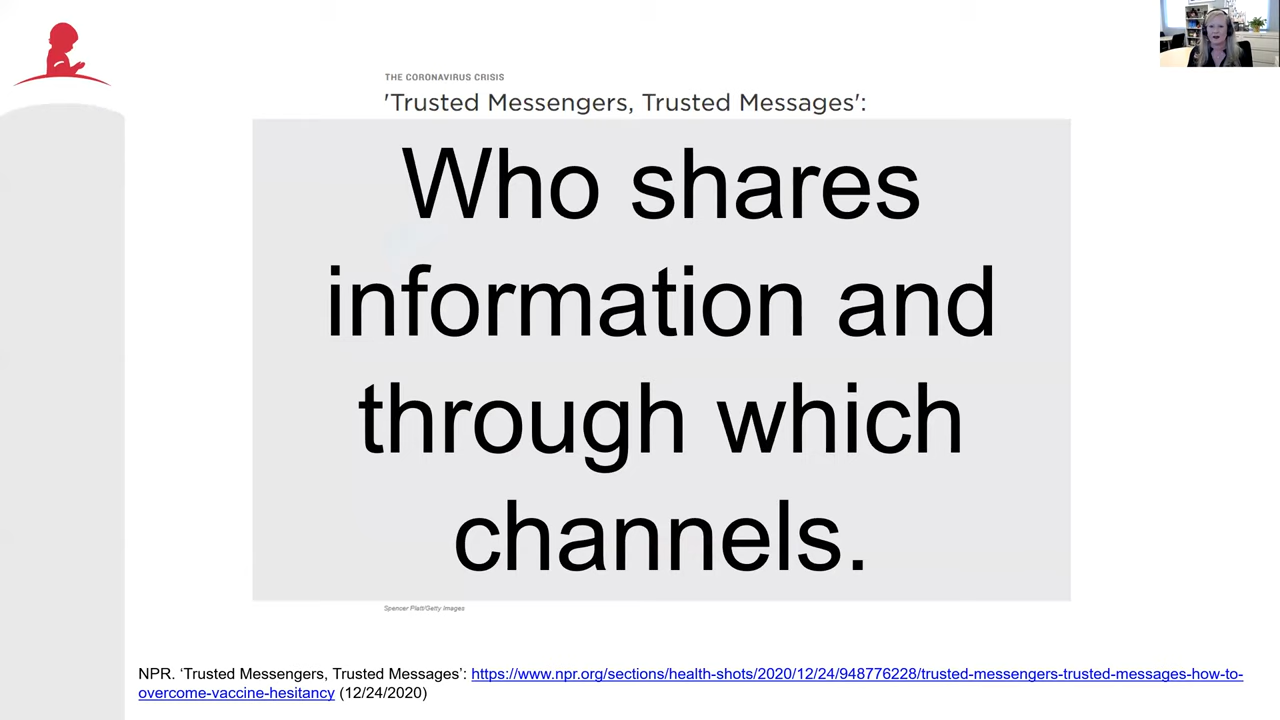 THE CORONAVIRUS CRISIS
'Trusted Messengers, Trusted Messages':
Who shares
information and
through which
channels.
Spencer Platt/Getty Images
NPR. ‘Trusted Messengers, Trusted Messages’: https://www.npr.org/sections/health-shots/2020/12/24/948776228/trusted-messengers-trusted-messages-how-to-
overcome-vaccine-hesitancy (12/24/2020)